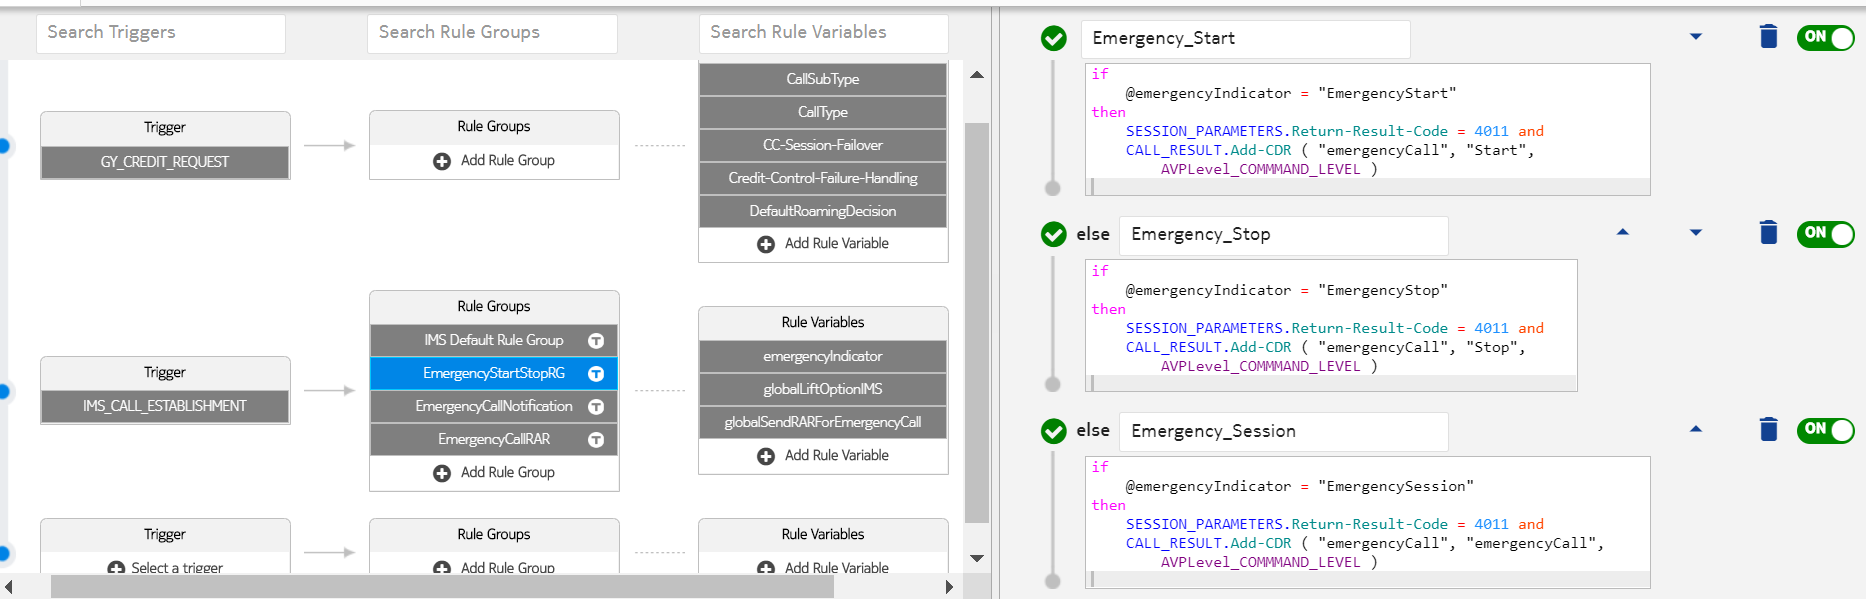 Search Triggers
Search Rule Groups
Search Rule Variables
Trigger
GY_CREDIT_REQUEST
Rule Groups
Add Rule Group
CallSubType
CallType
CC-Session-Failover
Credit-Control-Failure-Handling
DefaultRoamingDecision
Add Rule Variable
Trigger
IMS_CALL_ESTABLISHMENT
Rule Groups
IMS Default Rule Group T
EmergencyStartStopRG T
EmergencyCallNotification T
EmergencyCallRAR T
Add Rule Group
Rule Variables
emergencyIndicator
globalLiftOptionIMS
globalSendRARForEmergencyCall
Add Rule Variable
Trigger
Select a trigger
Rule Groups
Add Rule Group
Rule Variables
Add Rule Variable
Emergency_Start
ON
if
@emergencyIndicator = "EmergencyStart"
then
SESSION_PARAMETERS.Return-Result-Code = 4011 and
CALL_RESULT.Add-CDR ( "emergencyCall", "Start",
AVPLevel_COMMMAND_LEVEL )
else Emergency_Stop
ON
if
@emergencyIndicator = "EmergencyStop"
then
SESSION_PARAMETERS.Return-Result-Code = 4011 and
CALL_RESULT.Add-CDR ( "emergencyCall", "Stop",
AVPLevel_COMMMAND_LEVEL )
else Emergency_Session
ON
if
@emergencyIndicator = "EmergencySession"
then
SESSION_PARAMETERS.Return-Result-Code = 4011 and
CALL_RESULT.Add-CDR ( "emergencyCall", "emergencyCall",
AVPLevel_COMMMAND_LEVEL )